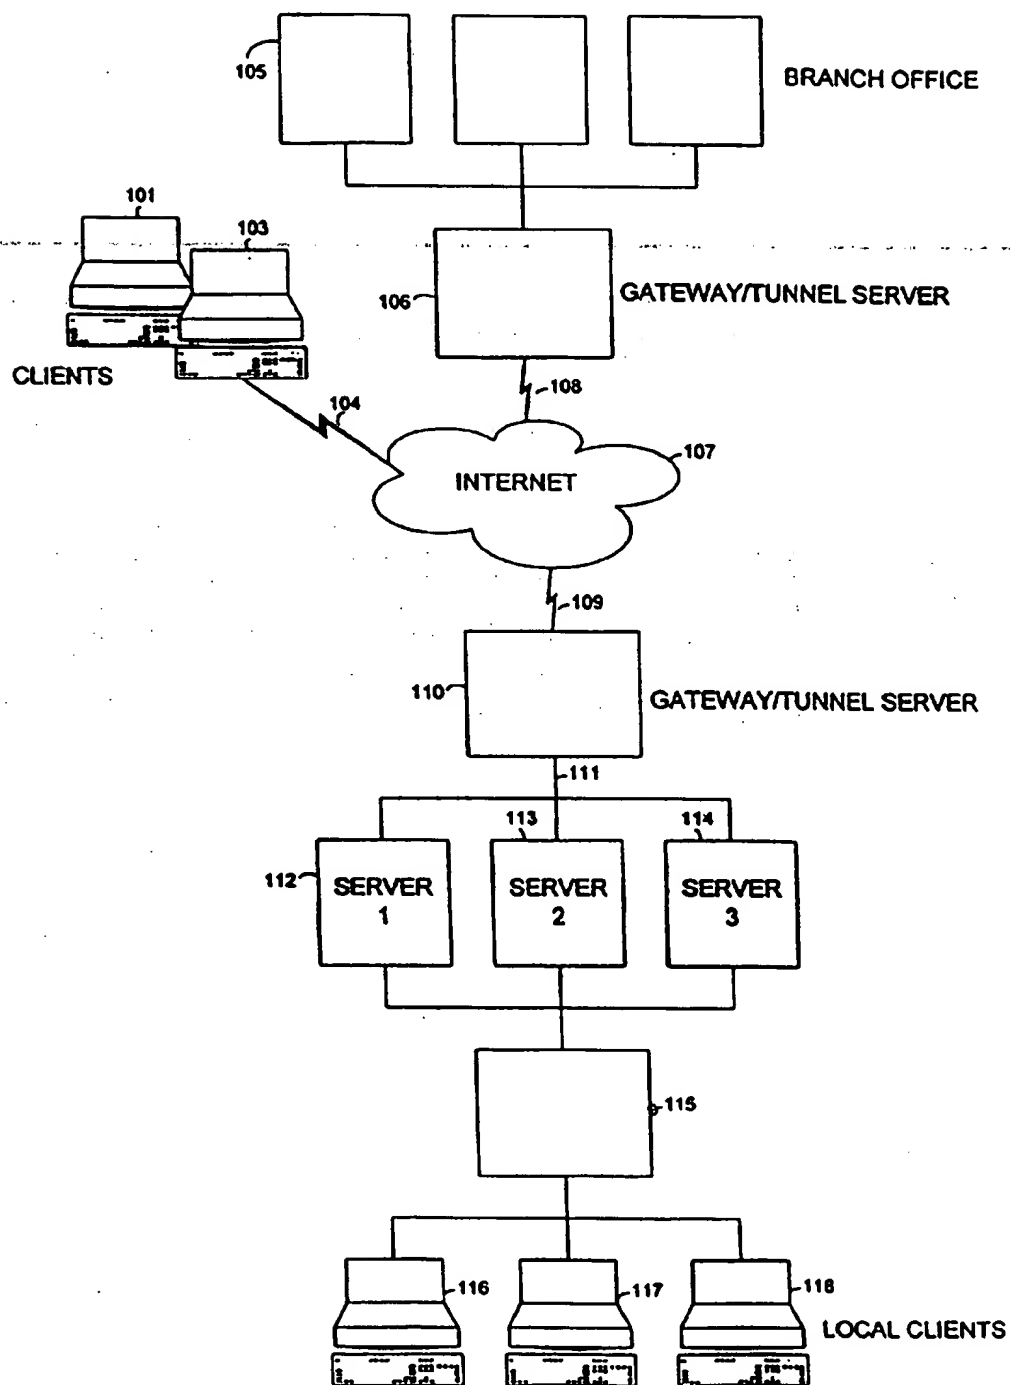 105
BRANCH OFFICE
101
103
106
GATEWAY/TUNNEL SERVER
CLIENTS
104
108
107
INTERNET
109
110
GATEWAY/TUNNEL SERVER
111
113
114
112
SERVER
1
SERVER
2
SERVER
3
115
116
117
118
LOCAL CLIENTS